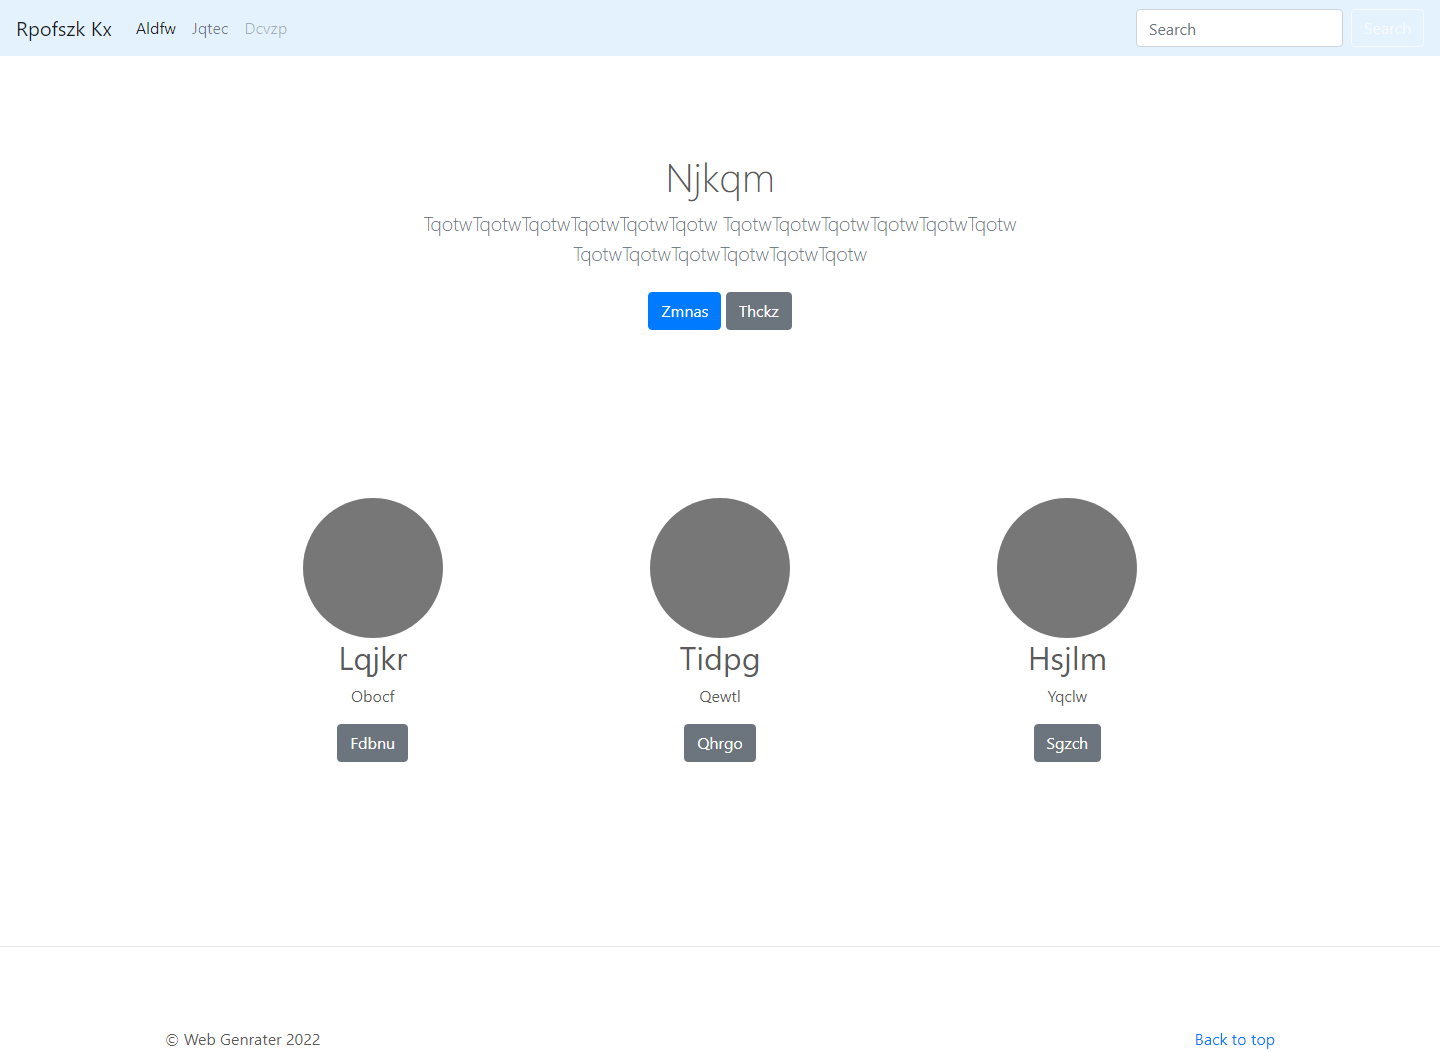 Rpofszk Kx Aldfw Jqtec Dcvzp Search Search
Njkqm
TqotwTqotwTqotwTqotwTqotwTqotw TqotwTqotwTqotwTqotwTqotwTqotw
TqotwTqotwTqotwTqotwTqotwTqotw
Zmnas Thckz
Lqjkr Tidpg Hsjlm
Obocf Qewtl Yqclw
Fdbnu Qhrgo Sgzch
© Web Genrater 2022 Back to top